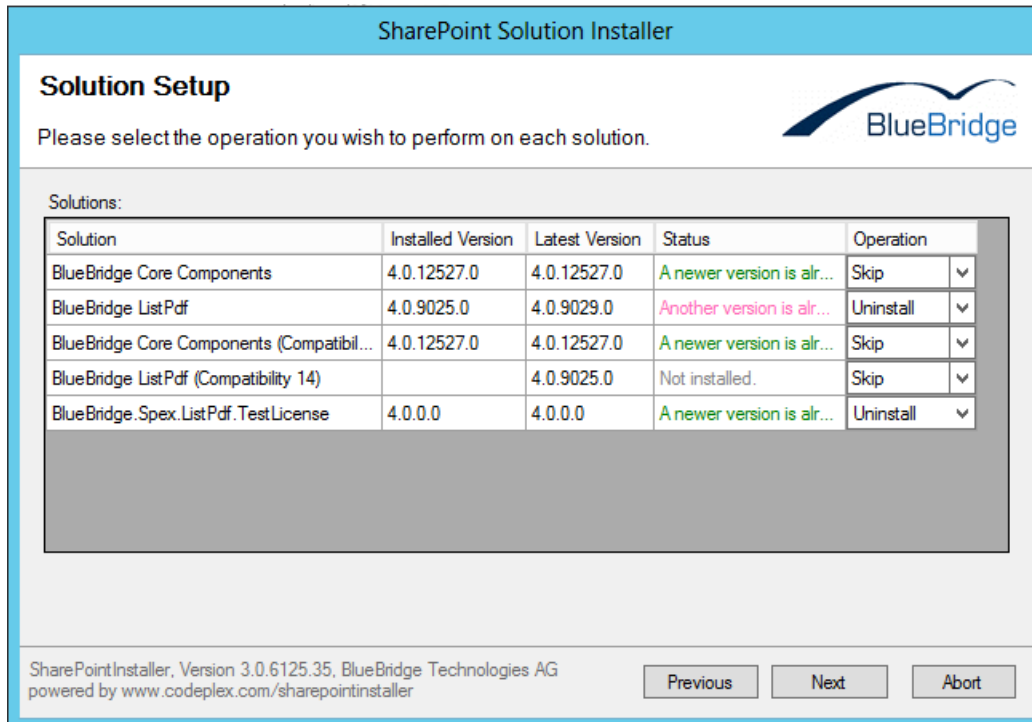 SharePoint Solution Installer
Solution Setup
Please select the operation you wish to perform on each solution.
BlueBridge
Solutions:
Solution Installed Version Latest Version Status Operation
BlueBridge Core Components 4.0.12527.0 4.0.12527.0 A newer version is alr... Skip
BlueBridge ListPdf 4.0.9025.0 4.0.9029.0 Another version is alr... Uninstall
BlueBridge Core Components (Compatibil... 4.0.12527.0 4.0.12527.0 A newer version is alr... Skip
BlueBridge ListPdf (Compatibility 14) 4.0.9025.0 Not installed. Skip
BlueBridge.Spex.ListPdf.TestLicense 4.0.0.0 4.0.0.0 A newer version is alr... Uninstall
SharePointInstaller, Version 3.0.6125.35, BlueBridge Technologies AG
powered by www.codeplex.com/sharepointinstaller
Previous Next Abort